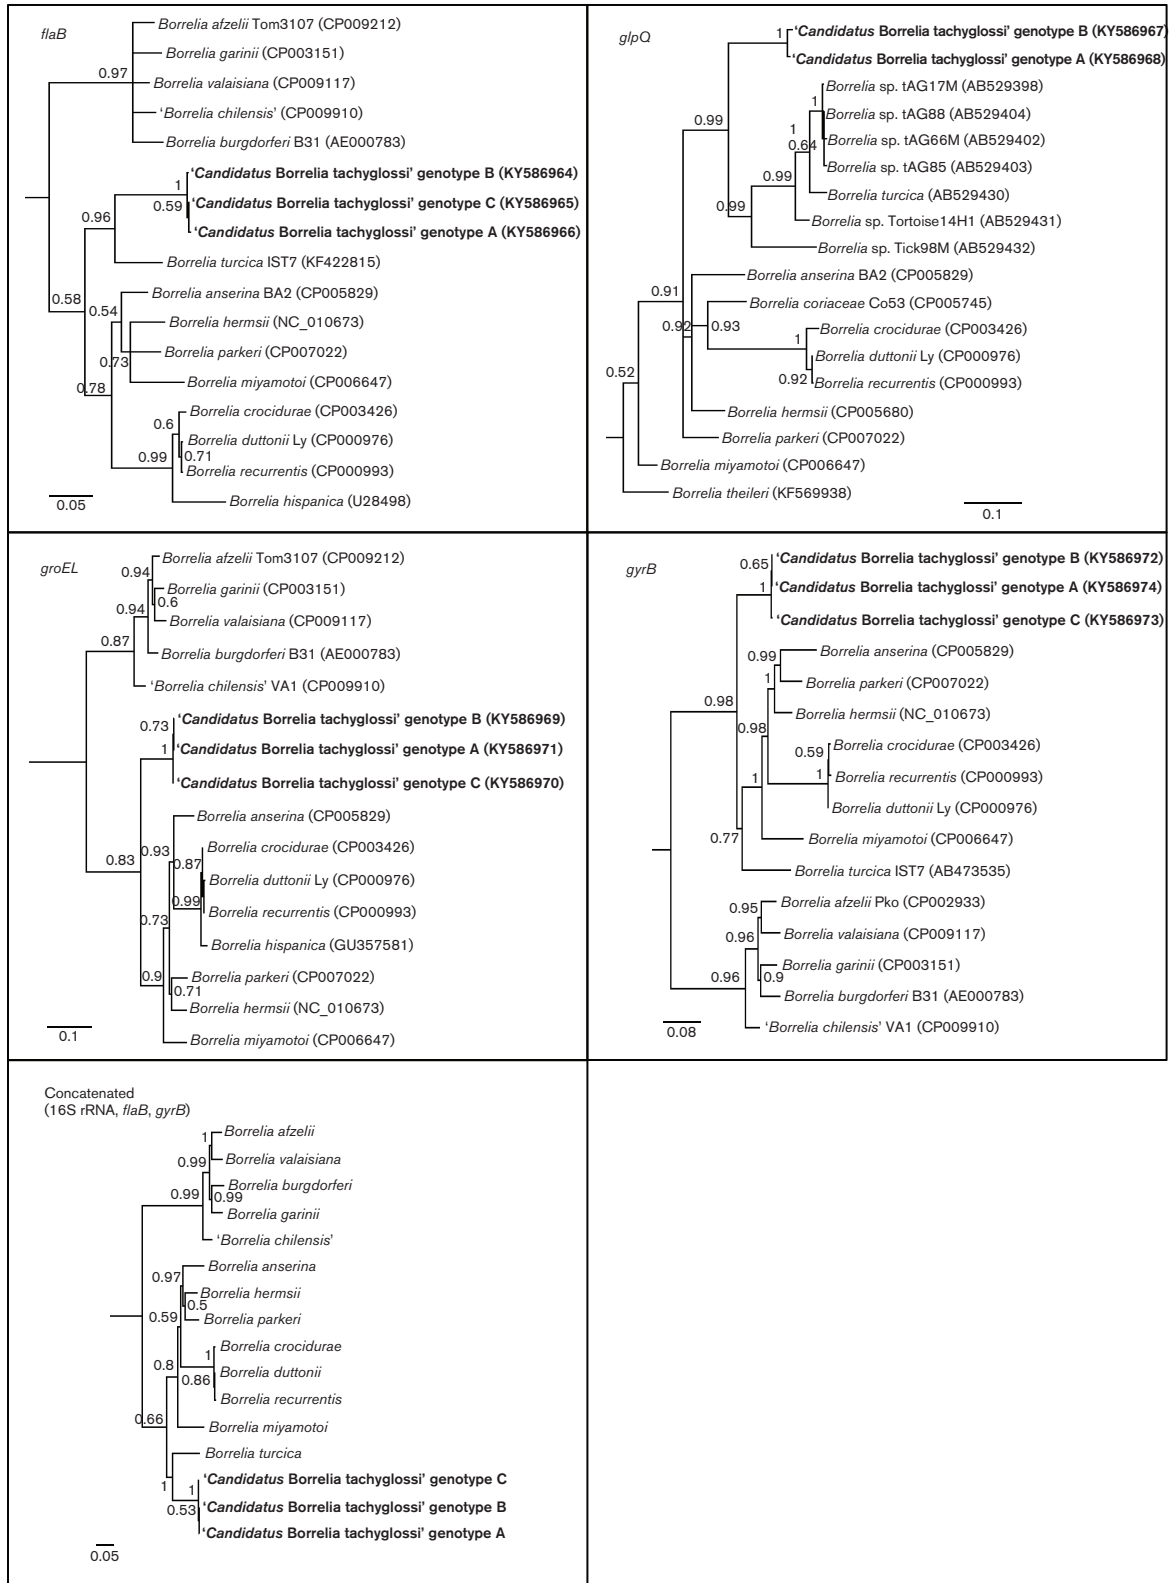 flaB
Borrelia afzelii Tom3107 (CP009212)
Borrelia garinii (CP003151)
0.97
Borrelia valaisiana (CP009117)
'Borrelia chilensis' (CP009910)
Borrelia burgdorferi B31 (AE000783)
'Candidatus Borrelia tachyglossi' genotype B (KY586964)
1
0.59
'Candidatus Borrelia tachyglossi' genotype C (KY586965)
0.96
'Candidatus Borrelia tachyglossi' genotype A (KY586966)
Borrelia turcica IST7 (KF422815)
0.58
Borrelia anserina BA2 (CP005829)
0.54
Borrelia hermsii (NC_010673)
Borrelia parkeri (CP007022)
0.73
Borrelia miyamotoi (CP006647)
0.78
Borrelia crocidurae (CP003426)
0.6
Borrelia duttonii Ly (CP000976)
0.99
0.71
Borrelia recurrentis (CP000993)
Borrelia hispanica (U28498)
0.05
glpQ
1
'Candidatus Borrelia tachyglossi' genotype B (KY586967)
'Candidatus Borrelia tachyglossi' genotype A (KY586968)
Borrelia sp. tAG17M (AB529398)
1
Borrelia sp. tAG88 (AB529404)
0.99
1
Borrelia sp. tAG66M (AB529402)
0.64
Borrelia sp. tAG85 (AB529403)
0.99
Borrelia turcica (AB529430)
0.99
Borrelia sp. Tortoise14H1 (AB529431)
Borrelia sp. Tick98M (AB529432)
Borrelia anserina BA2 (CP005829)
0.91
Borrelia coriaceae Co53 (CP005745)
0.92
0.93
Borrelia crocidurae (CP003426)
1
Borrelia duttonii Ly (CP000976)
0.52
0.92
Borrelia recurrentis (CP000993)
Borrelia hermsii (CP005680)
Borrelia parkeri (CP007022)
Borrelia miyamotoi (CP006647)
Borrelia theileri (KF569938)
0.1
groEL
Borrelia afzelii Tom3107 (CP009212)
0.94
Borrelia garinii (CP003151)
0.6
0.94
Borrelia valaisiana (CP009117)
0.87
Borrelia burgdorferi B31 (AE000783)
'Borrelia chilensis' VA1 (CP009910)
0.73
'Candidatus Borrelia tachyglossi' genotype B (KY586969)
1
'Candidatus Borrelia tachyglossi' genotype A (KY586971)
'Candidatus Borrelia tachyglossi' genotype C (KY586970)
Borrelia anserina (CP005829)
0.83
0.93
Borrelia crocidurae (CP003426)
0.87
Borrelia duttonii Ly (CP000976)
0.99
Borrelia recurrentis (CP000993)
0.73
Borrelia hispanica (GU357581)
0.9
Borrelia parkeri (CP007022)
0.71
Borrelia hermsii (NC_010673)
Borrelia miyamotoi (CP006647)
0.1
gyrB
0.65
'Candidatus Borrelia tachyglossi' genotype B (KY586972)
1
'Candidatus Borrelia tachyglossi' genotype A (KY586974)
'Candidatus Borrelia tachyglossi' genotype C (KY586973)
0.99
Borrelia anserina (CP005829)
1
Borrelia parkeri (CP007022)
0.98
Borrelia hermsii (NC_010673)
0.98
0.59
Borrelia crocidurae (CP003426)
1
1
Borrelia recurrentis (CP000993)
Borrelia duttonii Ly (CP000976)
0.77
Borrelia miyamotoi (CP006647)
Borrelia turcica IST7 (AB473535)
0.95
Borrelia afzelii Pko (CP002933)
0.96
Borrelia valaisiana (CP009117)
0.96
Borrelia garinii (CP003151)
0.9
Borrelia burgdorferi B31 (AE000783)
'Borrelia chilensis' VA1 (CP009910)
0.08
Concatenated
(16S rRNA, flaB, gyrB)
1
Borrelia afzelii
0.99
Borrelia valaisiana
0.99
Borrelia burgdorferi
0.99
Borrelia garinii
'Borrelia chilensis'
0.97
Borrelia anserina
Borrelia hermsii
0.5
0.59
Borrelia parkeri
Borrelia crocidurae
1
0.8
Borrelia duttonii
0.86
Borrelia recurrentis
0.66
Borrelia miyamotoi
Borrelia turcica
'Candidatus Borrelia tachyglossi' genotype C
1
1
0.53
'Candidatus Borrelia tachyglossi' genotype B
'Candidatus Borrelia tachyglossi' genotype A
0.05